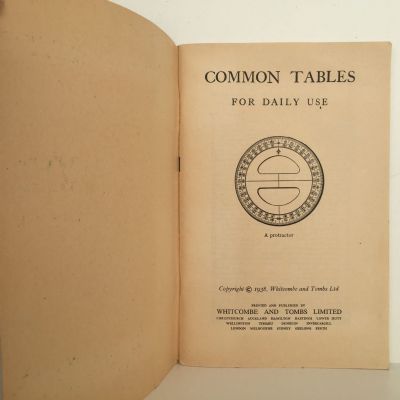 COMMON TABLES
FOR DAILY USE
A protractor
Copyright © 1938, Whitcombe and Tombs Ltd
PRINTED AND PUBLISHED BY
WHITCOMBE AND TOMBS LIMITED
CHRISTCHURCH AUCKLAND HAMILTON HASTINGS LOWER HUTT
WELLINGTON TIMARU DUNEDIN INVERCARGILL
LONDON MELBOURNE SYDNEY GEELONG PERTH